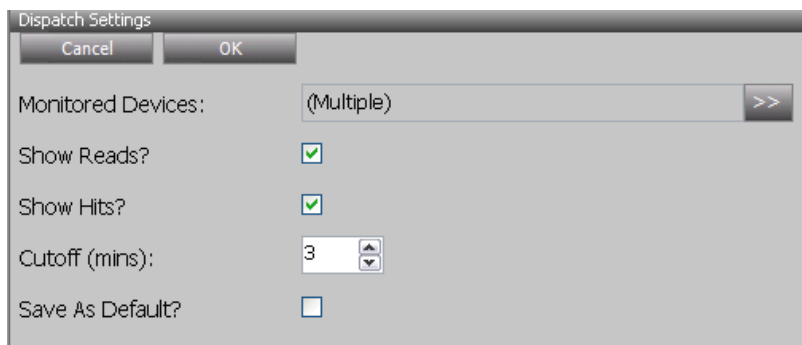 Dispatch Settings
Cancel OK
Monitored Devices: (Multiple) >>
Show Reads?
Show Hits?
Cutoff (mins): 3
Save As Default?